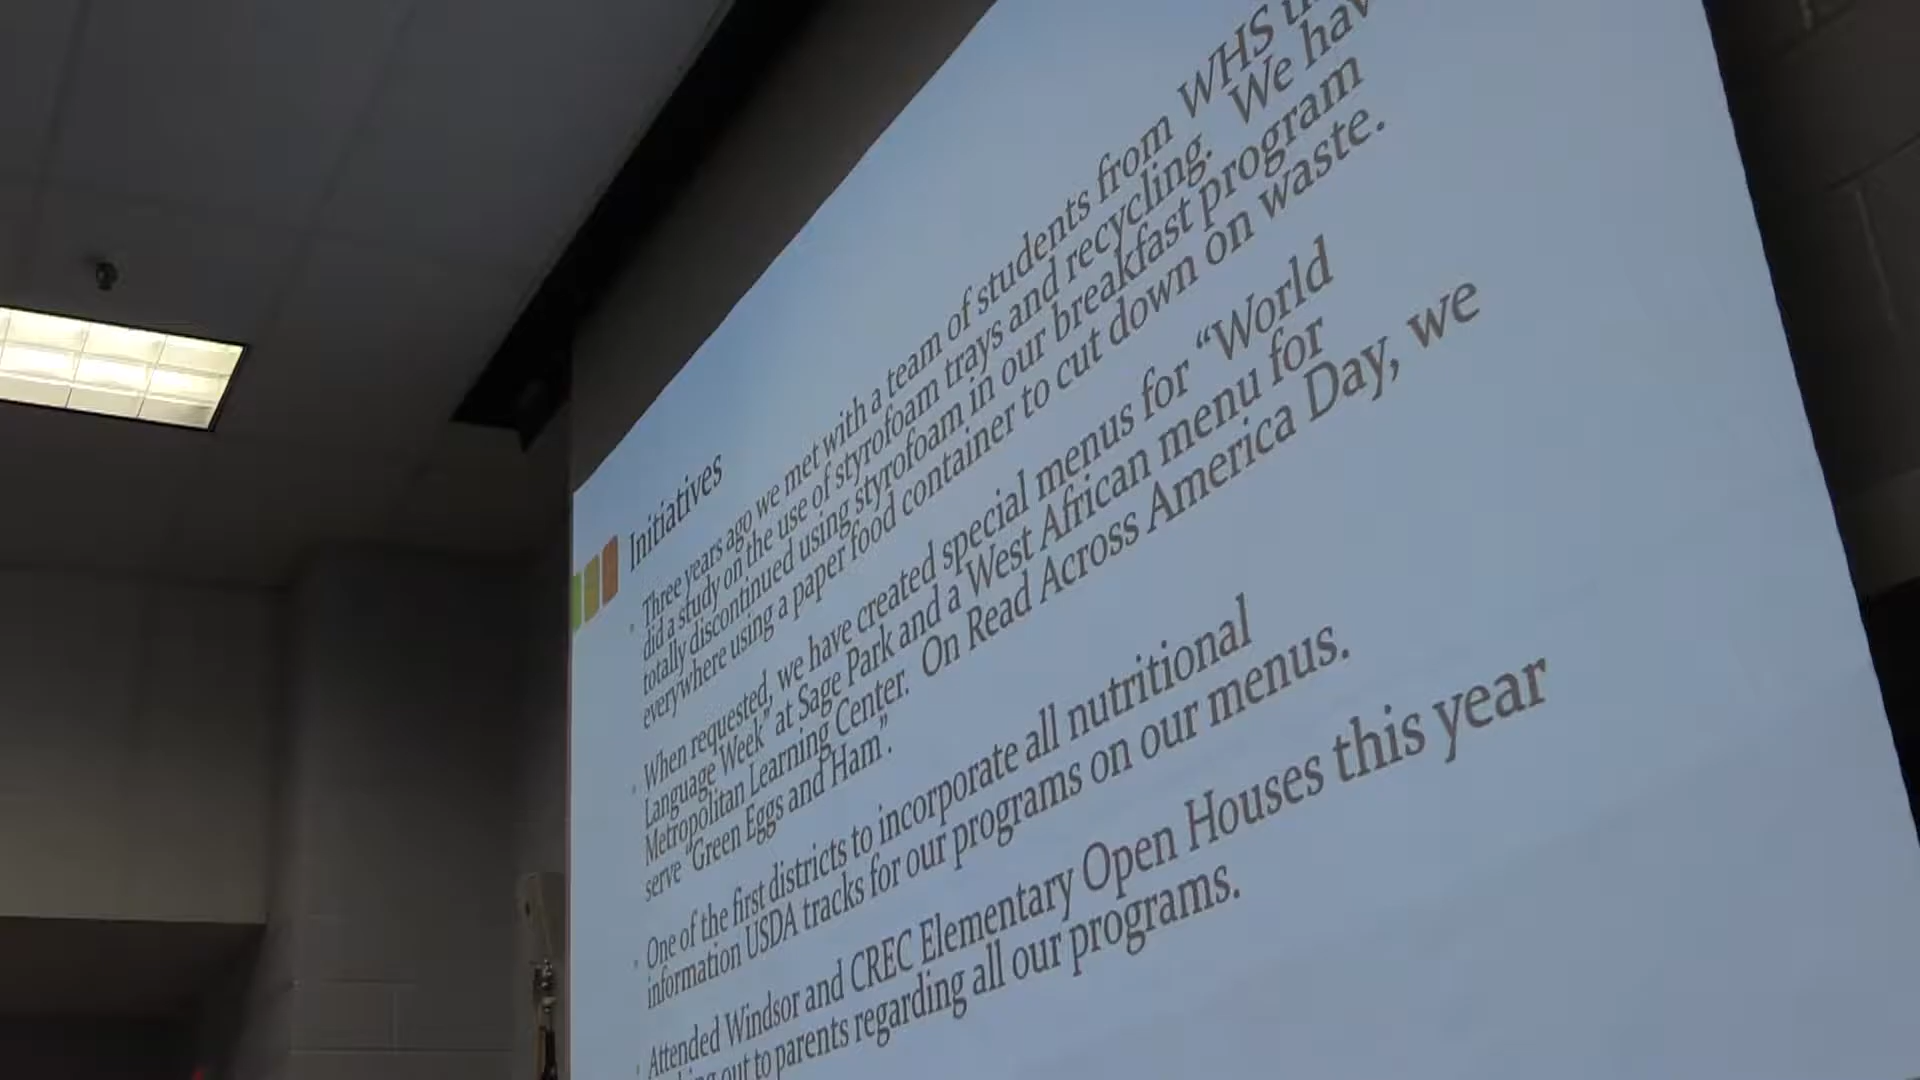 Initiatives
Three years ago we met with a team of students from WHS
did a study on the use of styrofoam trays and recycling. We
totally discontinued using styrofoam in our breakfast program
everywhere using a paper food container to cut down on waste.
When requested, we have created special menus for “World
Language Week” at Sage Park and a West African menu for
Metropolitan Learning Center. On Read Across America Day, we
serve “Green Eggs and Ham”.
One of the first districts to incorporate all nutritional
information USDA tracks for our programs on our menus.
Attended Windsor and CREC Elementary Open Houses this year
out to parents regarding all our programs.